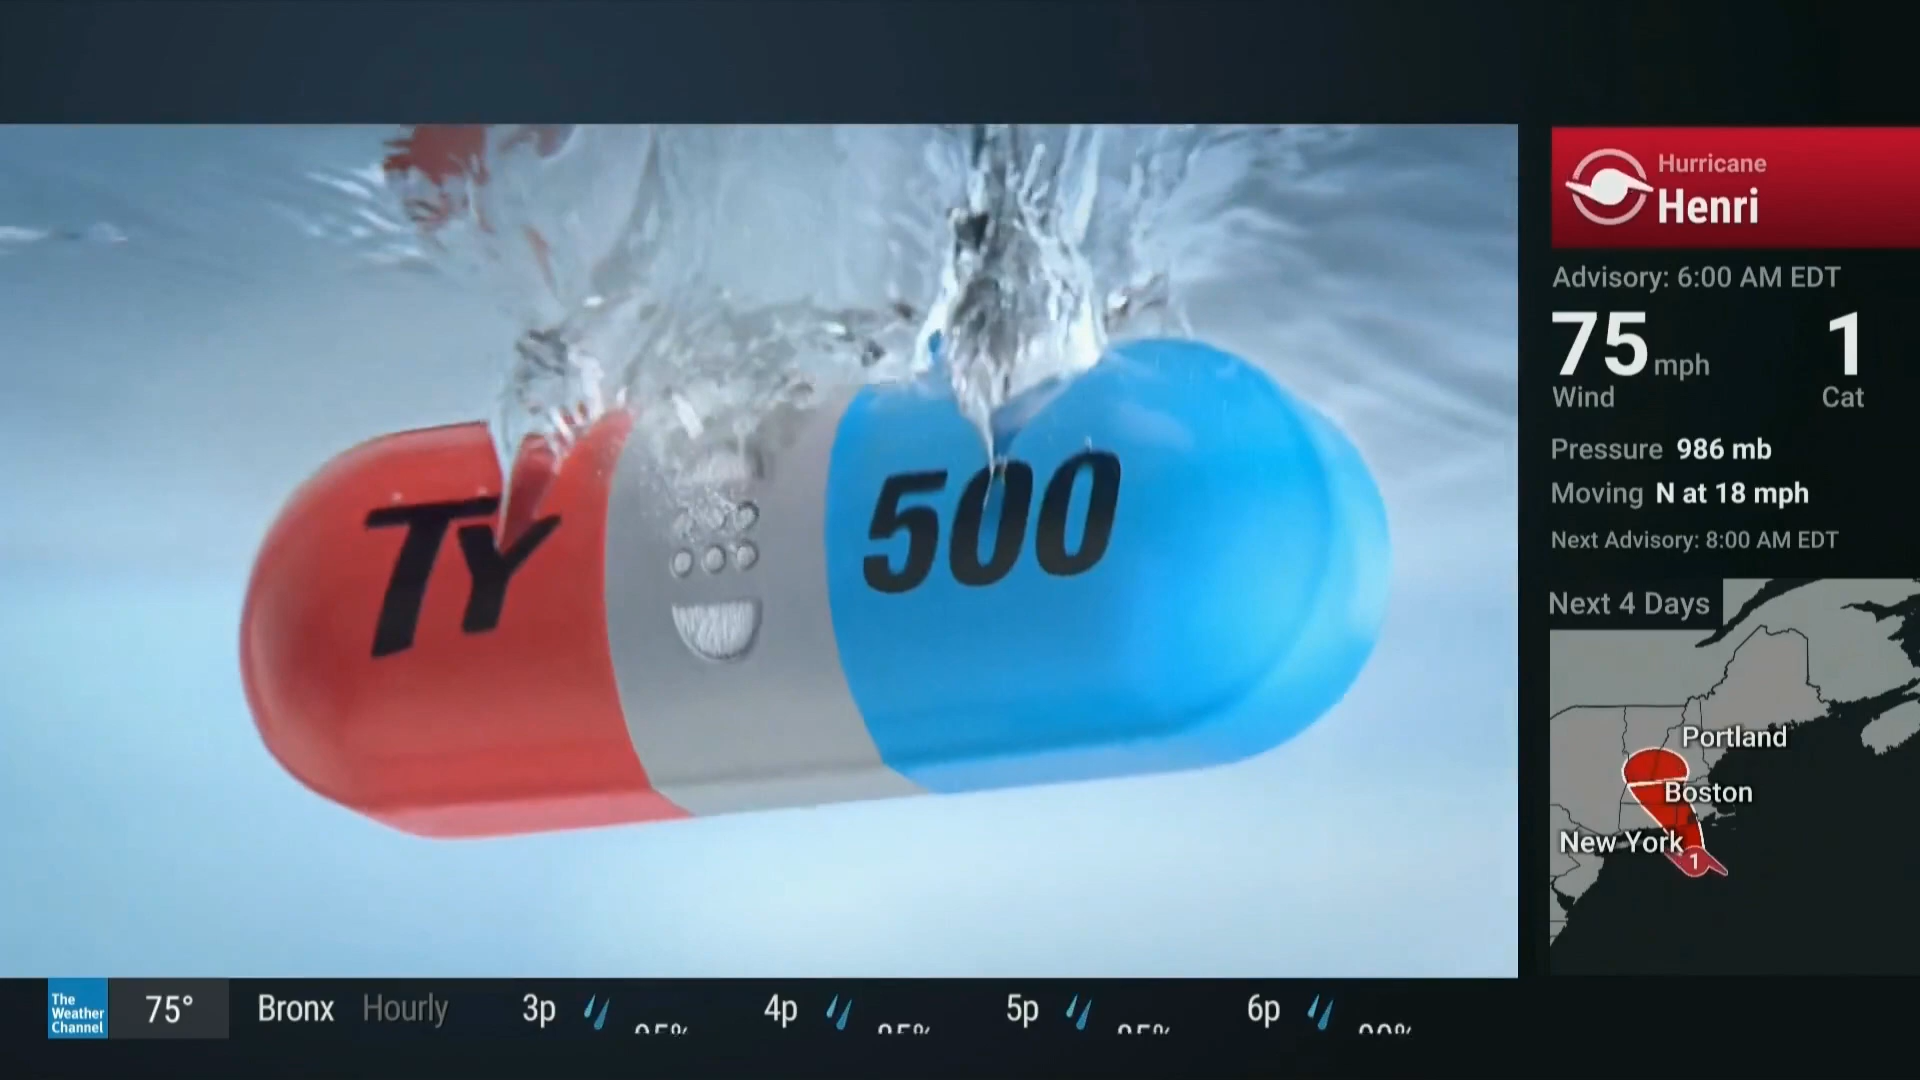 TY 500
Hurricane
Henri
Advisory: 6:00 AM EDT
75 mph
Wind
1
Cat
Pressure 986 mb
Moving N at 18 mph
Next Advisory: 8:00 AM EDT
Next 4 Days
Portland
Boston
New York
1
The
Weather
Channel
75°
Bronx Hourly
3p
4p
5p
6p